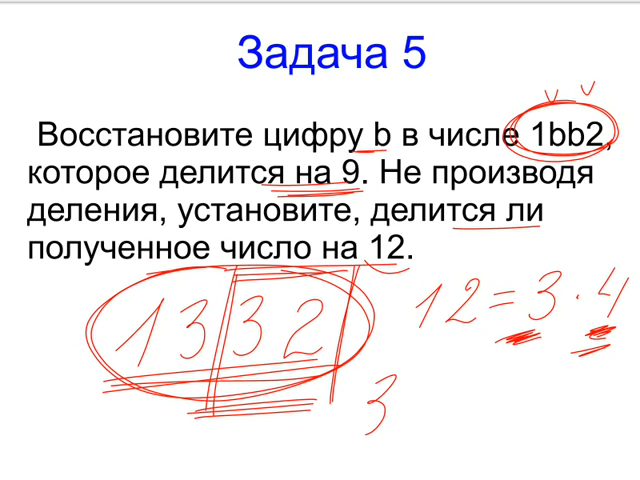 Задача 5
Восстановите цифру b в числе 1bb2,
которое делится на 9. Не производя
деления, установите, делится ли
полученное число на 12.
1332 12=3·4
3